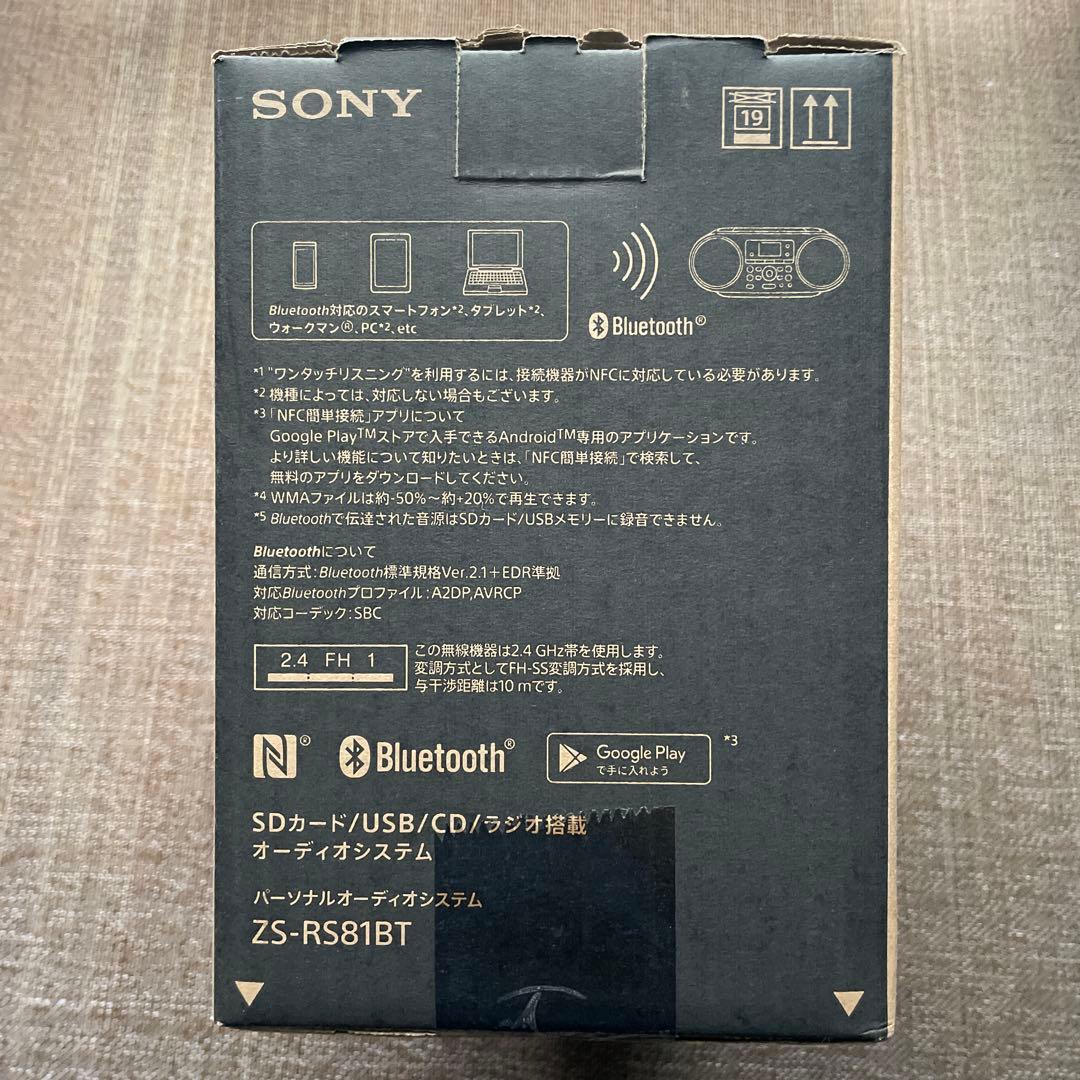 SONY
19
Bluetooth対応のスマートフォン*2、タブレット*2、
ウォークマン®、PC*2、etc
Bluetooth®
*1 "ワンタッチリスニング"を利用するには、接続機器がNFCに対応している必要があります。
*2 機種によっては、対応しない場合もございます。
*3「NFC簡単接続」アプリについて
Google Play™ストアで入手できるAndroid™専用のアプリケーションです。
より詳しい機能について知りたいときは、「NFC簡単接続」で検索して、
無料のアプリをダウンロードしてください。
*4 WMAファイルは約-50%～約+20%で再生できます。
*5 Bluetoothで伝達された音源はSDカード/USBメモリーに録音できません。
Bluetoothについて
通信方式：Bluetooth標準規格Ver.2.1＋EDR準拠
対応Bluetoothプロファイル：A2DP,AVRCP
対応コーデック：SBC
2.4 FH 1
この無線機器は2.4 GHz帯を使用します。
変調方式としてFH-SS変調方式を採用し、
与干渉距離は10 mです。
N®
Bluetooth®
Google Play
で手に入れよう
*3
SDカード/USB/CD/ラジオ搭載
オーディオシステム
パーソナルオーディオシステム
ZS-RS81BT